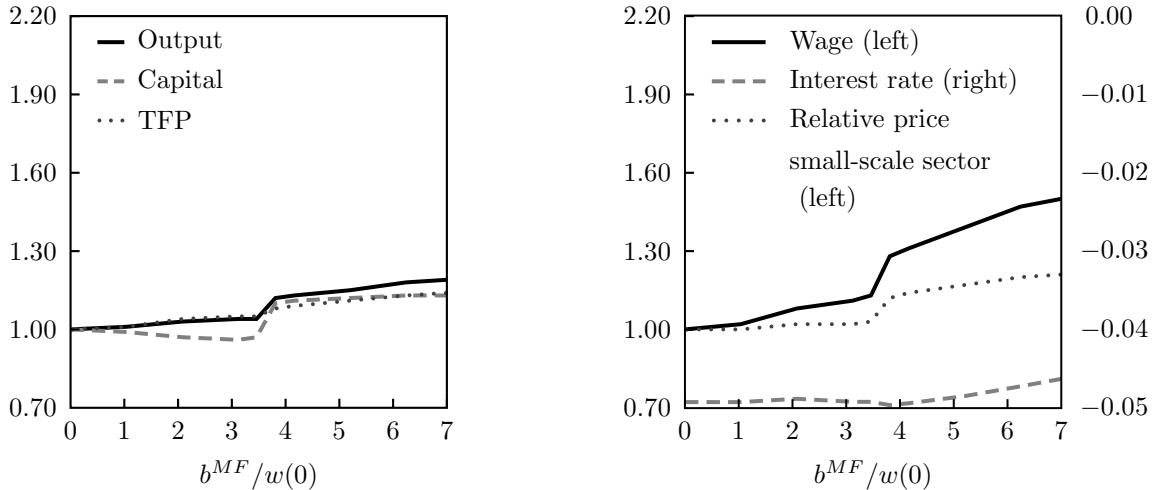 2.20
1.90
1.60
1.30
1.00
0.70
Output
Capital
TFP
0 1 2 3 4 5 6 7
b^{MF}/w(0)
2.20
1.90
1.60
1.30
1.00
0.70
Wage (left)
Interest rate (right)
Relative price
small-scale sector
(left)
0.00
−0.01
−0.02
−0.03
−0.04
−0.05
0 1 2 3 4 5 6 7
b^{MF}/w(0)